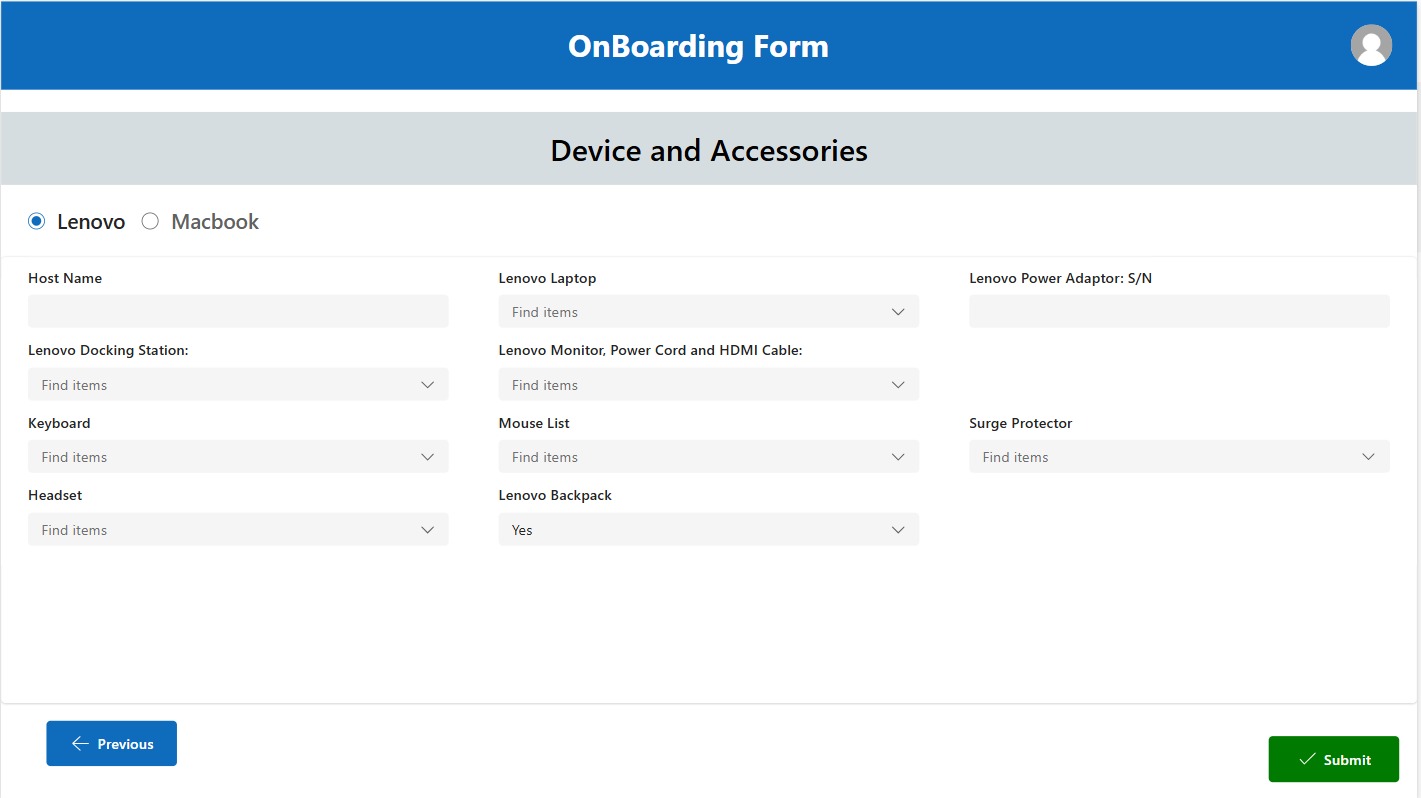 OnBoarding Form
Device and Accessories
Lenovo Macbook
Host Name Lenovo Laptop Lenovo Power Adaptor: S/N
Find items
Lenovo Docking Station: Lenovo Monitor, Power Cord and HDMI Cable:
Find items Find items
Keyboard Mouse List Surge Protector
Find items Find items Find items
Headset Lenovo Backpack
Find items Yes
Previous
Submit